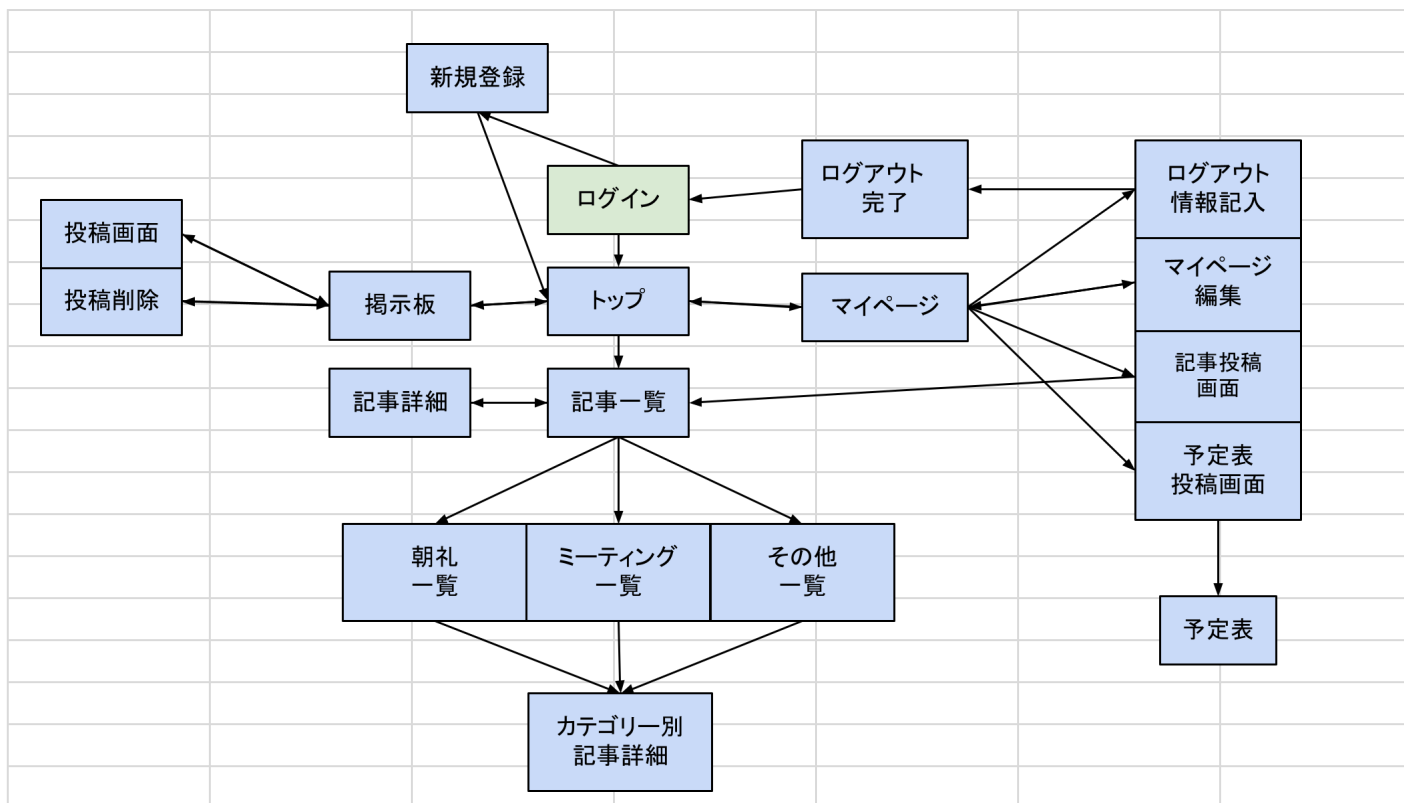 新規登録
ログイン
ログアウト
完了
ログアウト
情報記入
投稿画面
投稿削除
掲示板
トップ
マイページ
マイページ
編集
記事詳細
記事一覧
記事投稿
画面
予定表
投稿画面
朝礼
一覧
ミーティング
一覧
その他
一覧
予定表
カテゴリー別
記事詳細